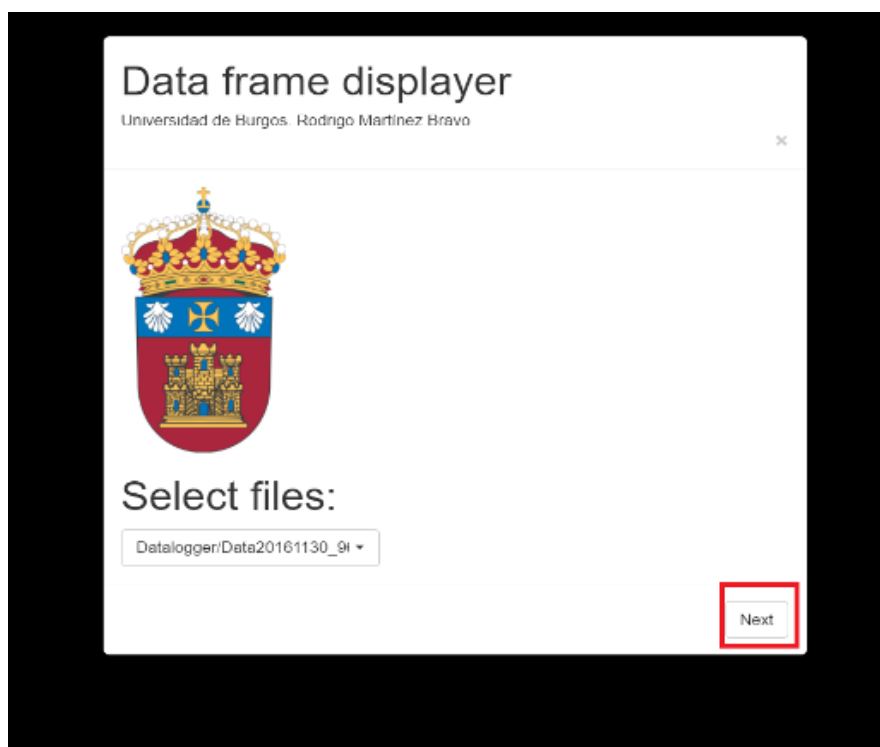 Data frame displayer
Universidad de Burgos. Rodrigo Martínez Bravo
×
Select files:
Datalogger/Data20161130_9
Next